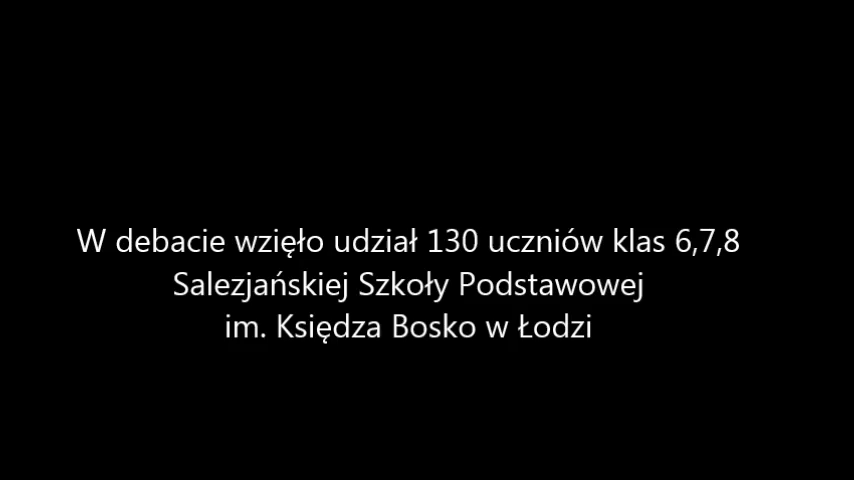 W debacie wzięło udział 130 uczniów klas 6,7,8
Salezjańskiej Szkoły Podstawowej
im. Księdza Bosko w Łodzi